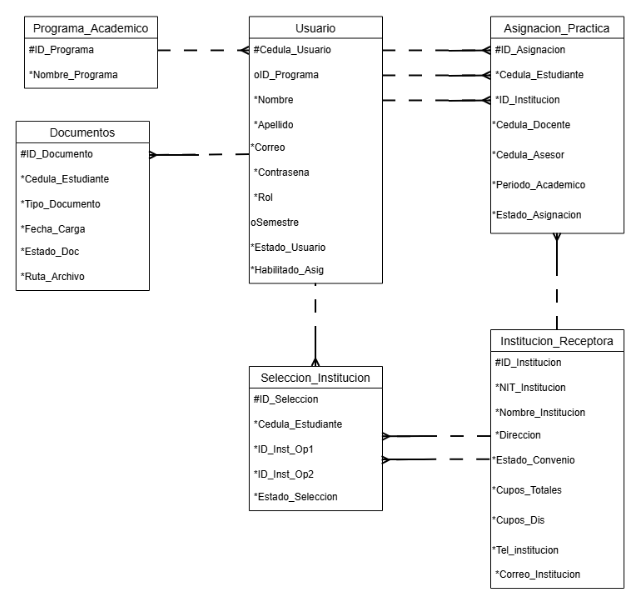 Programa_Academico
#ID_Programa
*Nombre_Programa
Usuario
#Cedula_Usuario
oID_Programa
*Nombre
*Apellido
*Correo
*Contrasena
*Rol
oSemestre
*Estado_Usuario
*Habilitado_Asig
Asignacion_Practica
#ID_Asignacion
*Cedula_Estudiante
*ID_Institucion
*Cedula_Docente
*Cedula_Asesor
*Periodo_Academico
*Estado_Asignacion
Documentos
#ID_Documento
*Cedula_Estudiante
*Tipo_Documento
*Fecha_Carga
*Estado_Doc
*Ruta_Archivo
Seleccion_Institucion
#ID_Seleccion
*Cedula_Estudiante
*ID_Inst_Op1
*ID_Inst_Op2
*Estado_Seleccion
Institucion_Receptora
#ID_Institucion
*NIT_Institucion
*Nombre_Institucion
*Direccion
*Estado_Convenio
*Cupos_Totales
*Cupos_Dis
*Tel_institucion
*Correo_Institucion